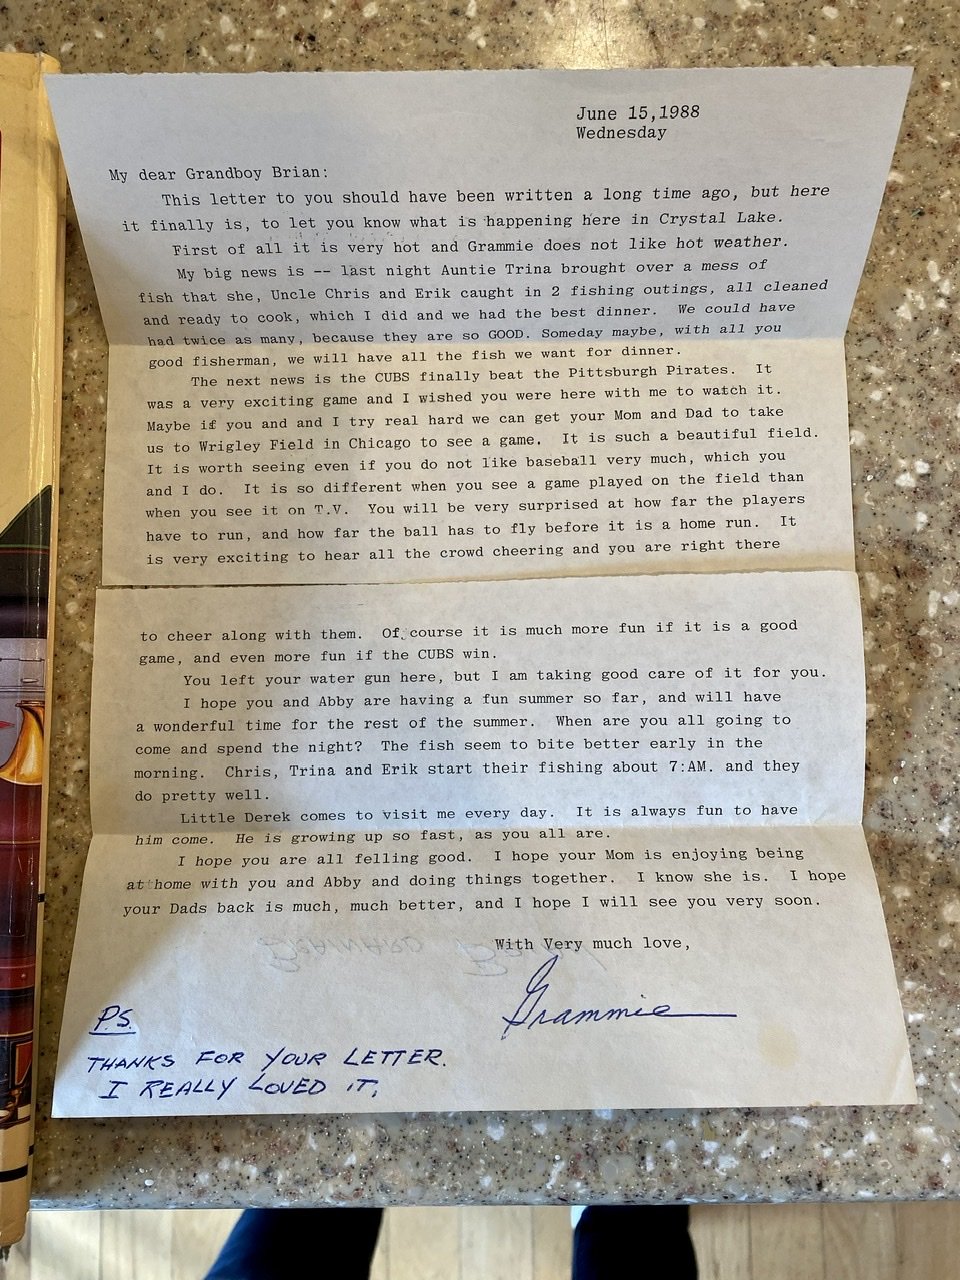 June 15,1988
Wednesday
My dear Grandboy Brian:
This letter to you should have been written a long time ago, but here
it finally is, to let you know what is happening here in Crystal Lake.
First of all it is very hot and Grammie does not like hot weather.
My big news is -- last night Auntie Trina brought over a mess of
fish that she, Uncle Chris and Erik caught in 2 fishing outings, all cleaned
and ready to cook, which I did and we had the best dinner. We could have
had twice as many, because they are so GOOD. Someday maybe, with all you
good fisherman, we will have all the fish we want for dinner.
The next news is the CUBS finally beat the Pittsburgh Pirates. It
was a very exciting game and I wished you were here with me to watch it.
Maybe if you and and I try real hard we can get your Mom and Dad to take
us to Wrigley Field in Chicago to see a game. It is such a beautiful field.
It is worth seeing even if you do not like baseball very much, which you
and I do. It is so different when you see a game played on the field than
when you see it on T.V. You will be very surprised at how far the players
have to run, and how far the ball has to fly before it is a home run. It
is very exciting to hear all the crowd cheering and you are right there
to cheer along with them. Of course it is much more fun if it is a good
game, and even more fun if the CUBS win.
You left your water gun here, but I am taking good care of it for you.
I hope you and Abby are having a fun summer so far, and will have
a wonderful time for the rest of the summer. When are you all going to
come and spend the night? The fish seem to bite better early in the
morning. Chris, Trina and Erik start their fishing about 7:AM. and they
do pretty well.
Little Derek comes to visit me every day. It is always fun to have
him come. He is growing up so fast, as you all are.
I hope you are all felling good. I hope your Mom is enjoying being
at home with you and Abby and doing things together. I know she is. I hope
your Dads back is much, much better, and I hope I will see you very soon.
With Very much love,
Grammie
P.S.
THANKS FOR YOUR LETTER.
I REALLY LOVED IT.